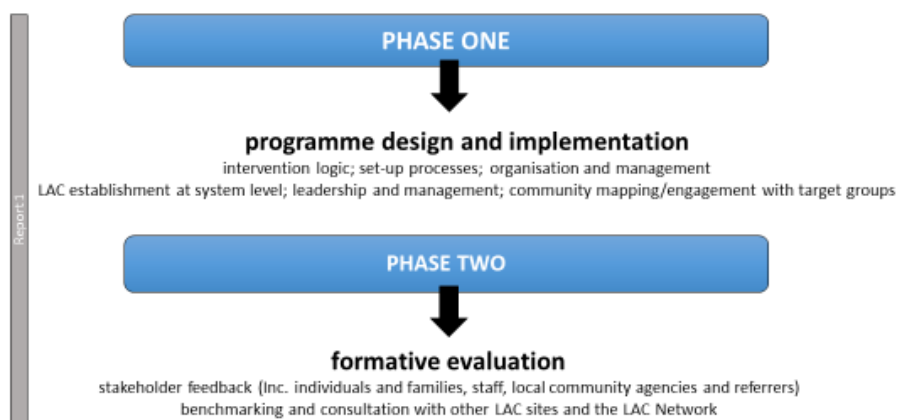 PHASE ONE
programme design and implementation
intervention logic; set-up processes; organisation and management
LAC establishment at system level; leadership and management; community mapping/engagement with target groups
Report 1
PHASE TWO
formative evaluation
stakeholder feedback (Inc. individuals and families, staff, local community agencies and referrers)
benchmarking and consultation with other LAC sites and the LAC Network